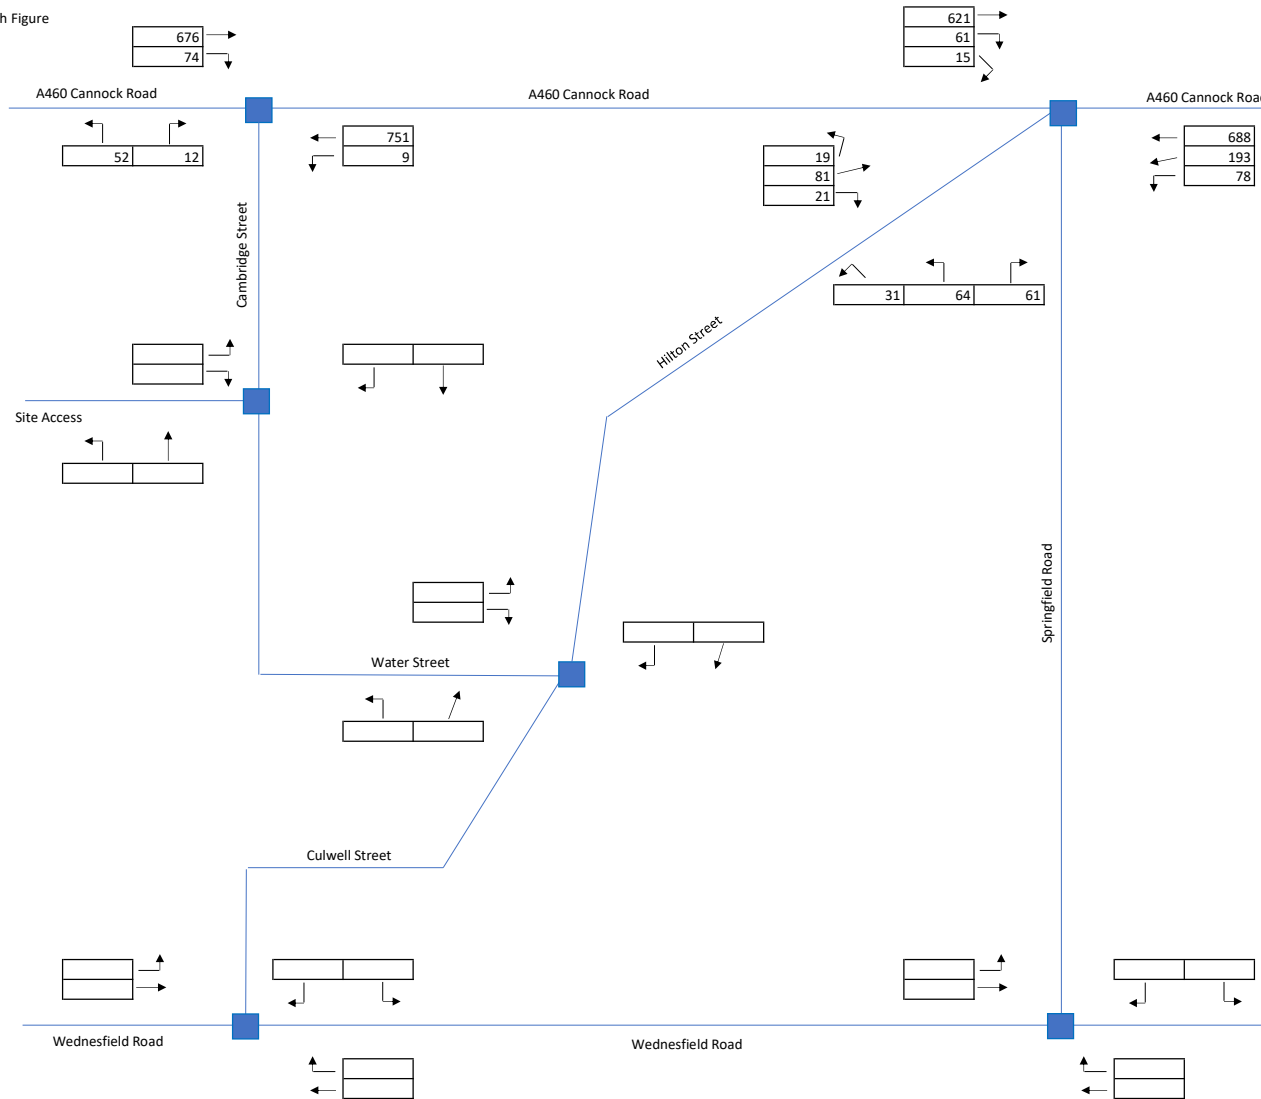 h Figure
676
74
621
61
15
A460 Cannock Road
A460 Cannock Road
A460 Cannock Roa
52 12
751
9
19
81
21
688
193
78
Cambridge Street
31 64 61
Hilton Street
Site Access
Springfield Road
Water Street
Culwell Street
Wednesfield Road
Wednesfield Road